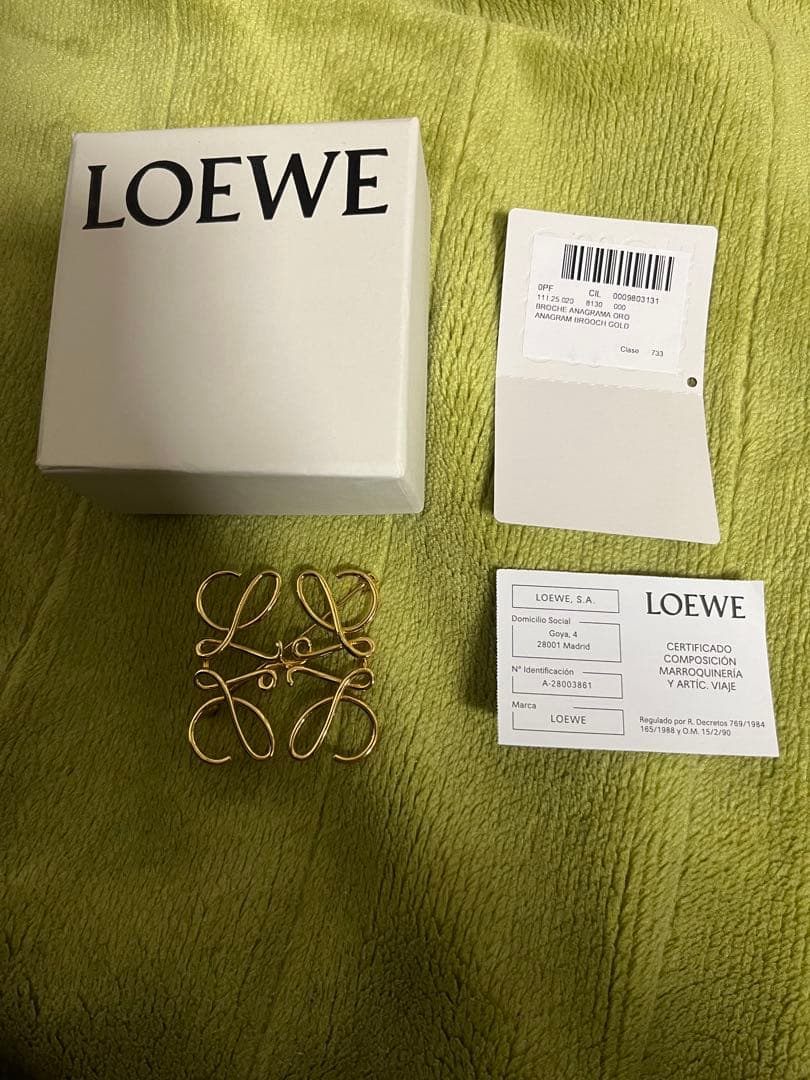 LOEWE
0PF CIL 0009803131
111.25.020 8130 000
BROCHE ANAGRAMA ORO
ANAGRAM BROOCH GOLD
Clase 733
LOEWE, S.A.
Domicilio Social
Goya, 4
28001 Madrid
N° Identificación
A-28003861
Marca
LOEWE
LOEWE
CERTIFICADO
COMPOSICIÓN
MARROQUINERÍA
Y ARTÍC. VIAJE
Regulado por R. Decretos 769/1984
165/1988 y O.M. 15/2/90